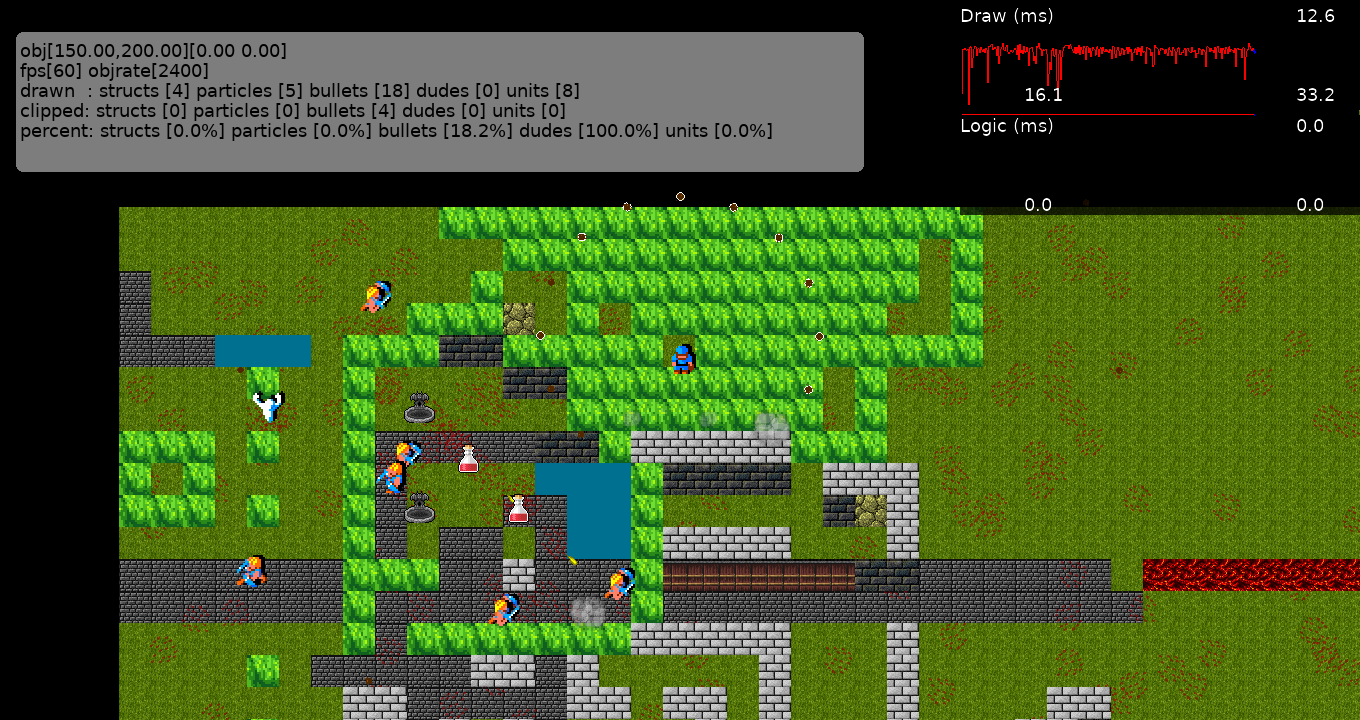 obj[150.00,200.00][0.00 0.00]
fps[60] objrate[2400]
drawn  : structs [4] particles [5] bullets [18] dudes [0] units [8]
clipped: structs [0] particles [0] bullets [4] dudes [0] units [0]
percent: structs [0.0%] particles [0.0%] bullets [18.2%] dudes [100.0%] units [0.0%]
Draw (ms) 12.6
16.1 33.2
Logic (ms) 0.0
0.0 0.0